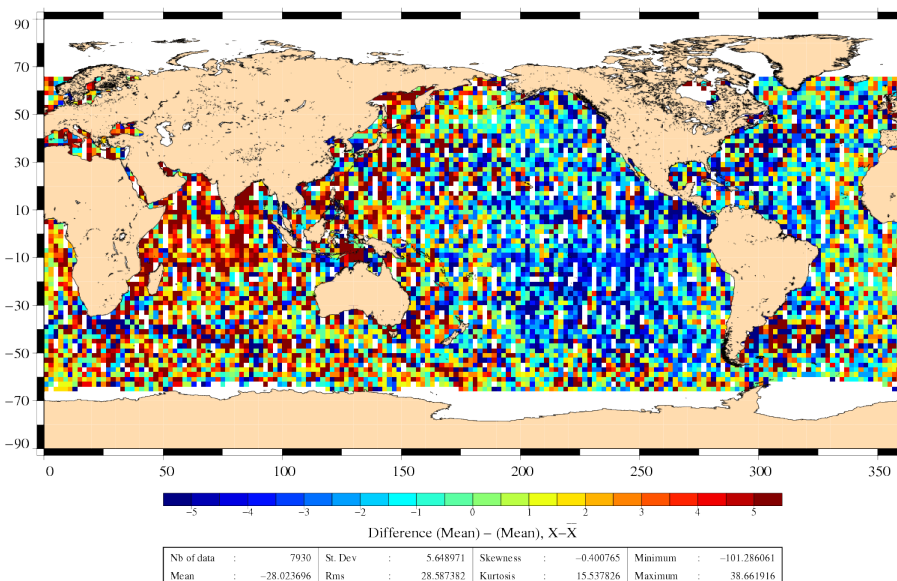 90
70
50
30
10
−10
−30
−50
−70
−90
0 50 100 150 200 250 300 350
−5 −4 −3 −2 −1 0 1 2 3 4 5
Difference (Mean) − (Mean), X−X̅
Nb of data : 7930 St. Dev : 5.648971 Skewness : −0.400765 Minimum : −101.286061
Mean : −28.023696 Rms : 28.587382 Kurtosis : 15.537826 Maximum : 38.661916